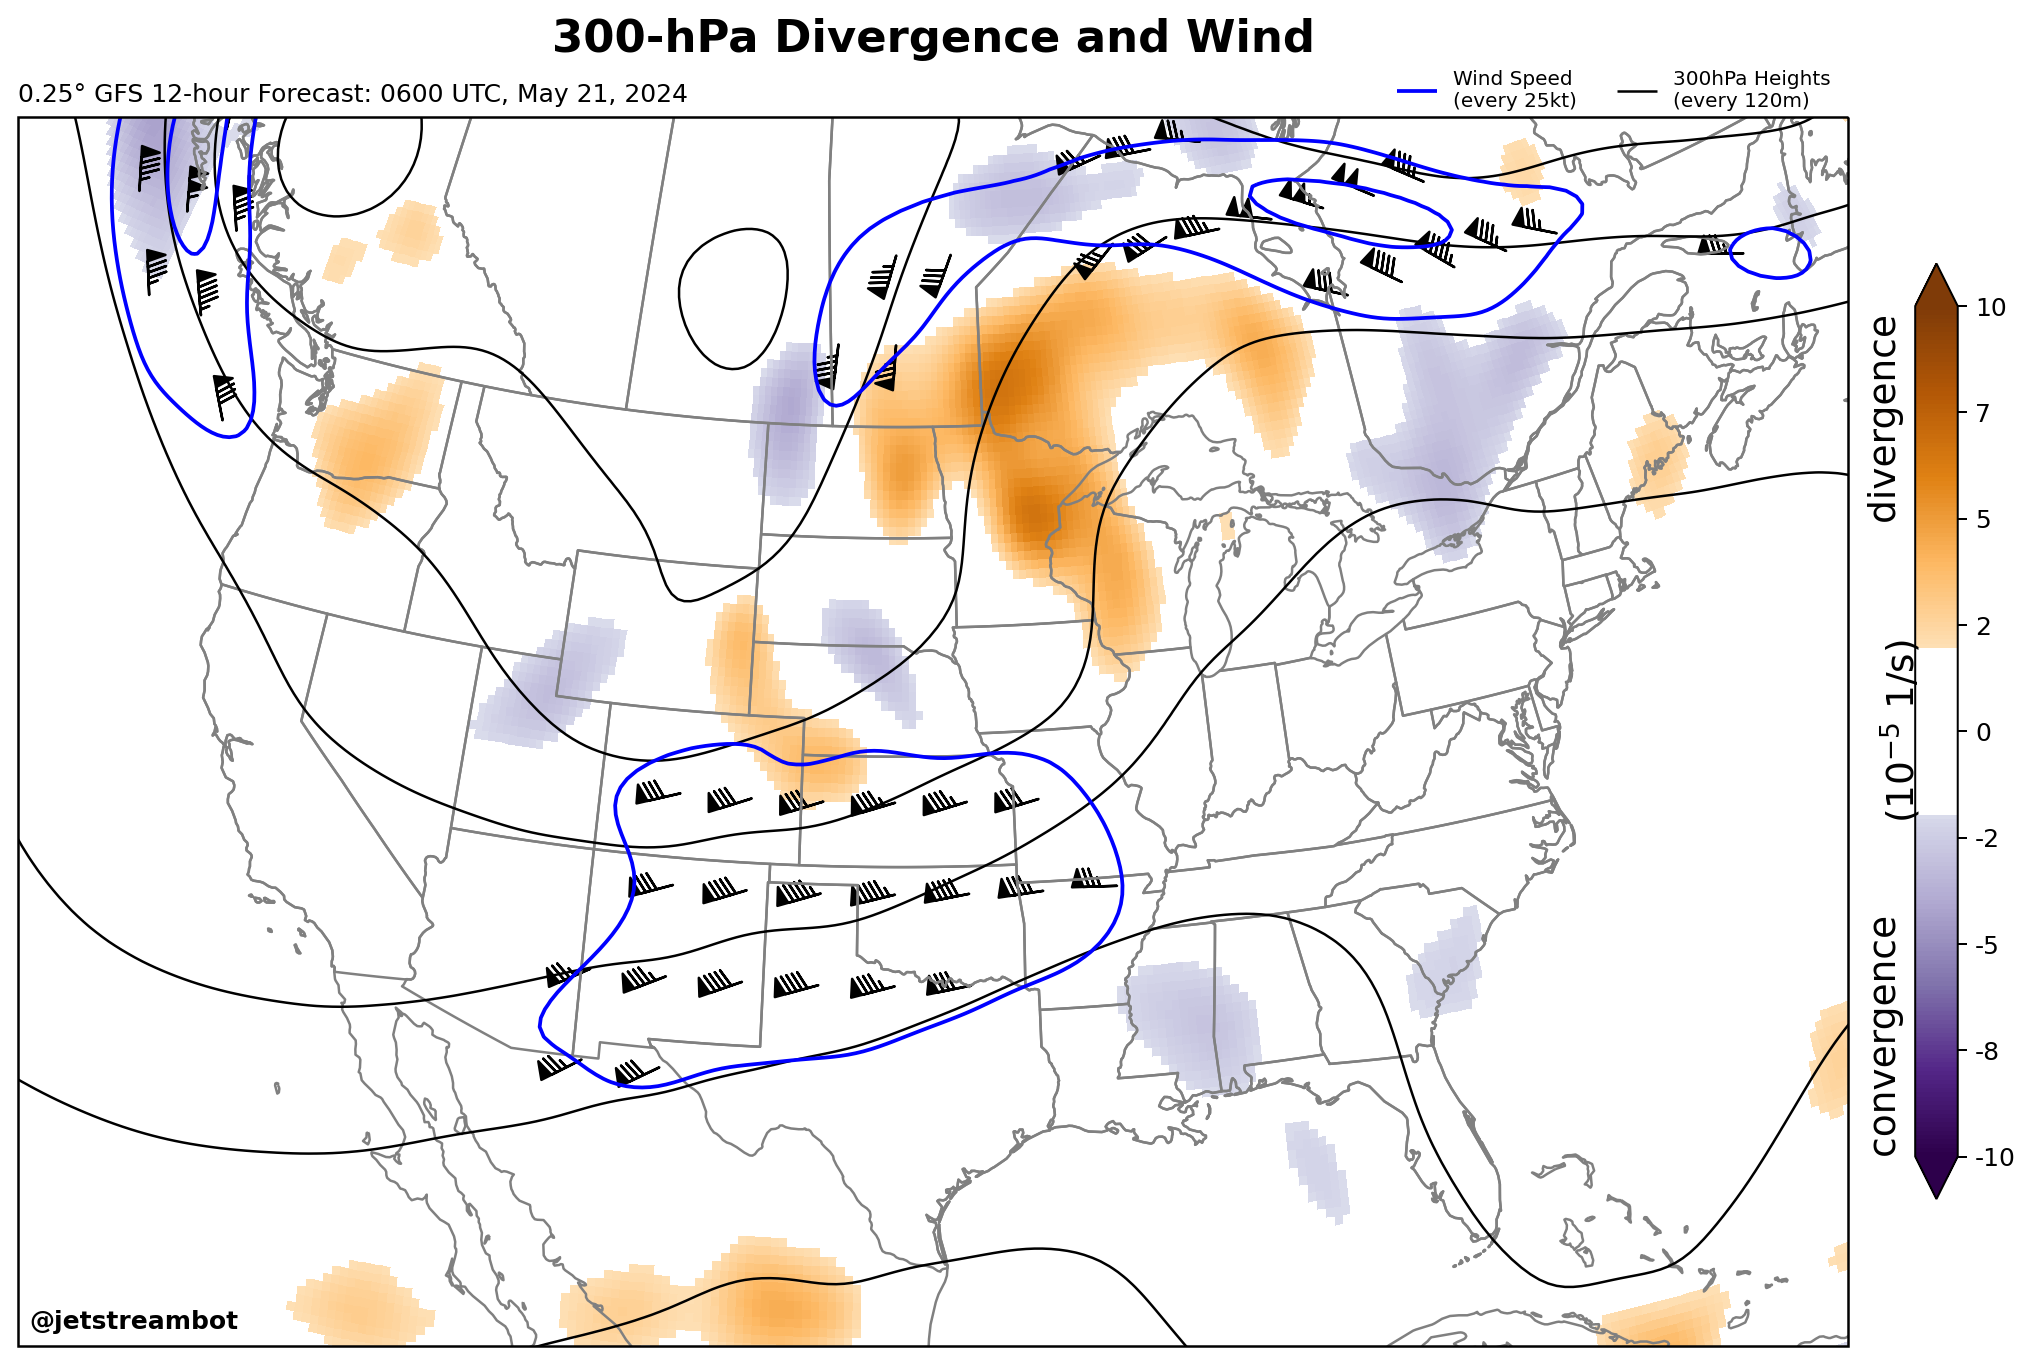 300-hPa Divergence and Wind
0.25° GFS 12-hour Forecast: 0600 UTC, May 21, 2024
Wind Speed
(every 25kt)
300hPa Heights
(every 120m)
divergence
(10⁻⁵ 1/s)
convergence
10
7
5
2
0
-2
-5
-8
-10
@jetstreambot